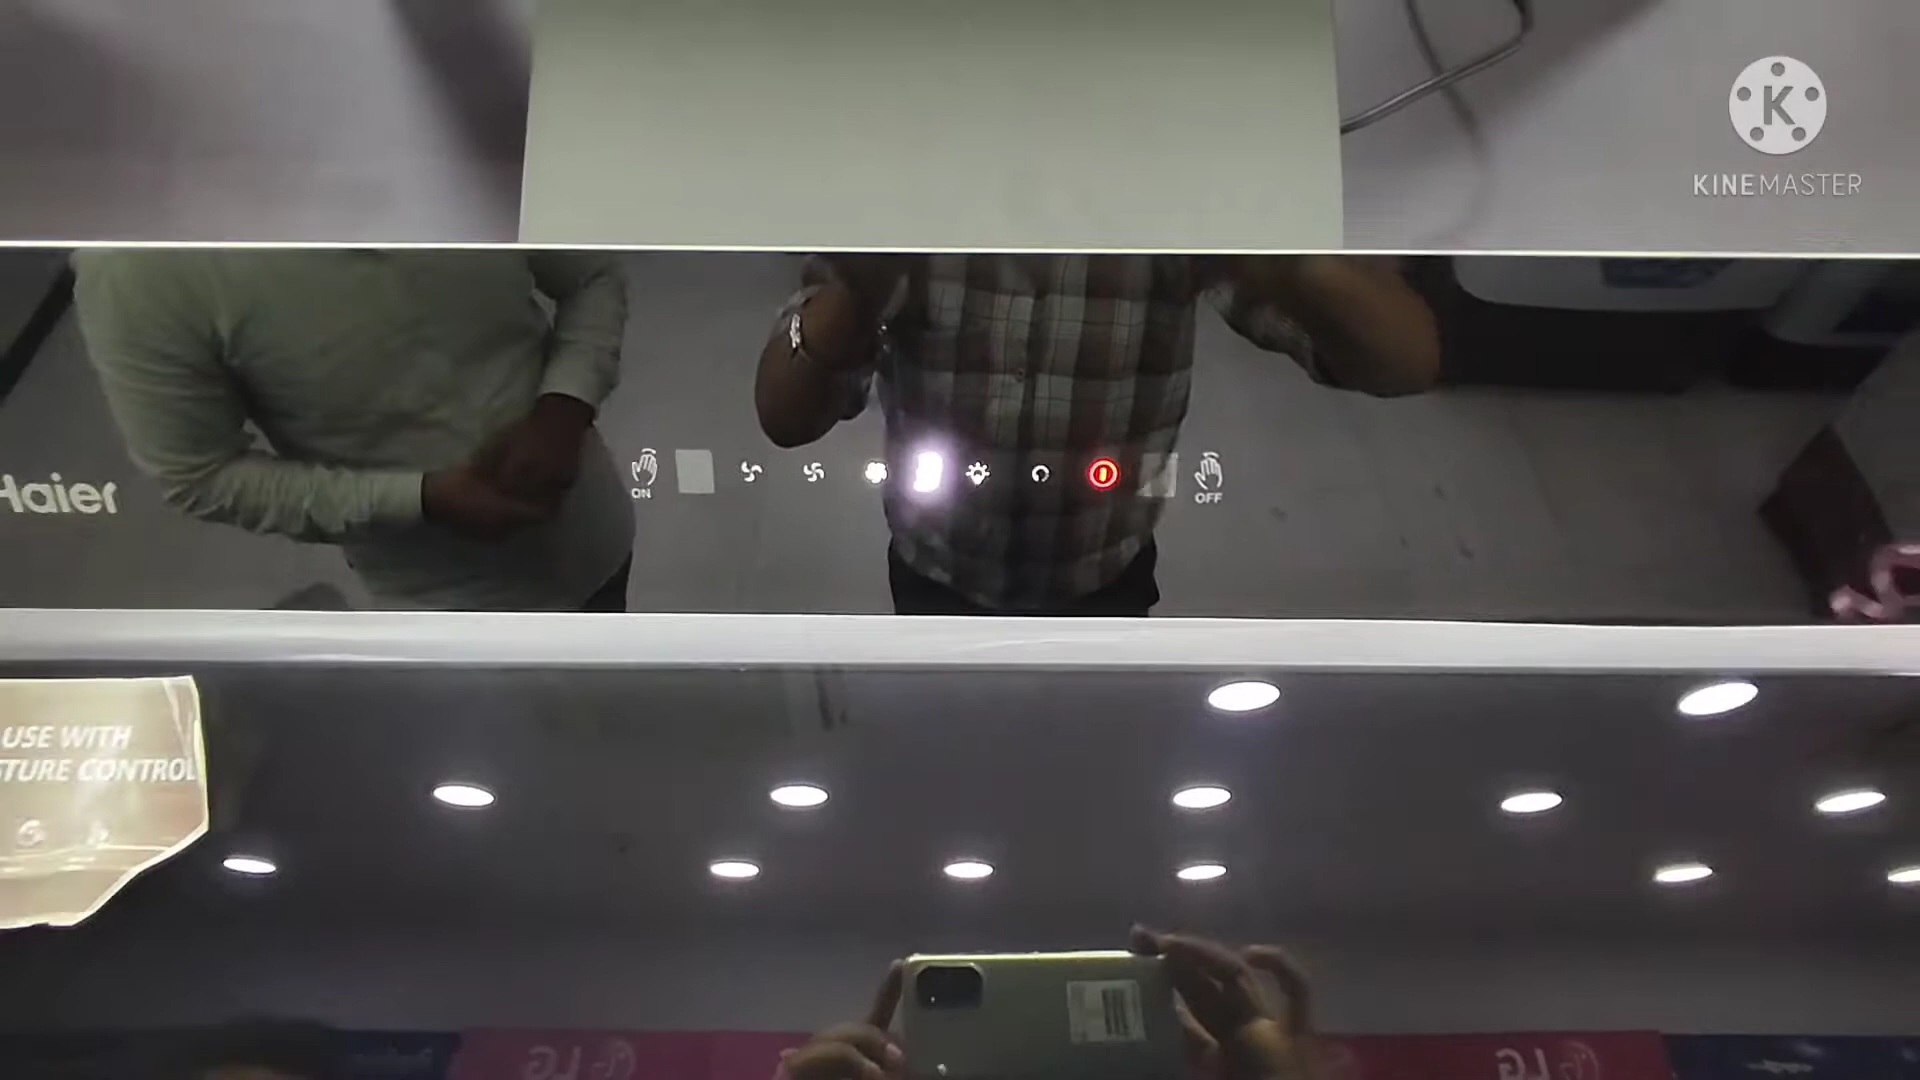 K
KINEMASTER
Haier
ON
OFF
USE WITH
TURE CONTROL
LG
LG